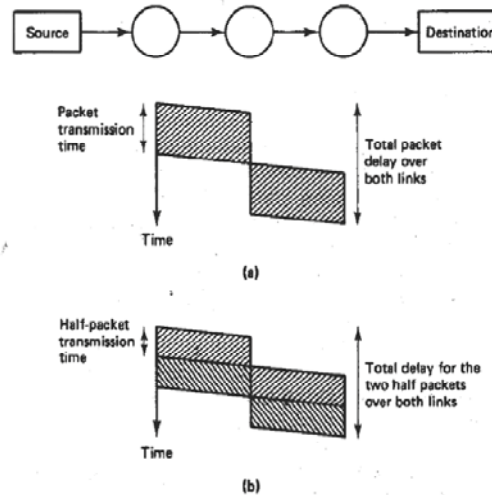 Source
Destination
Packet
transmission
time
Total packet
delay over
both links
Time
(a)
Half-packet
transmission
time
Total delay for the
two half packets
over both links
Time
(b)